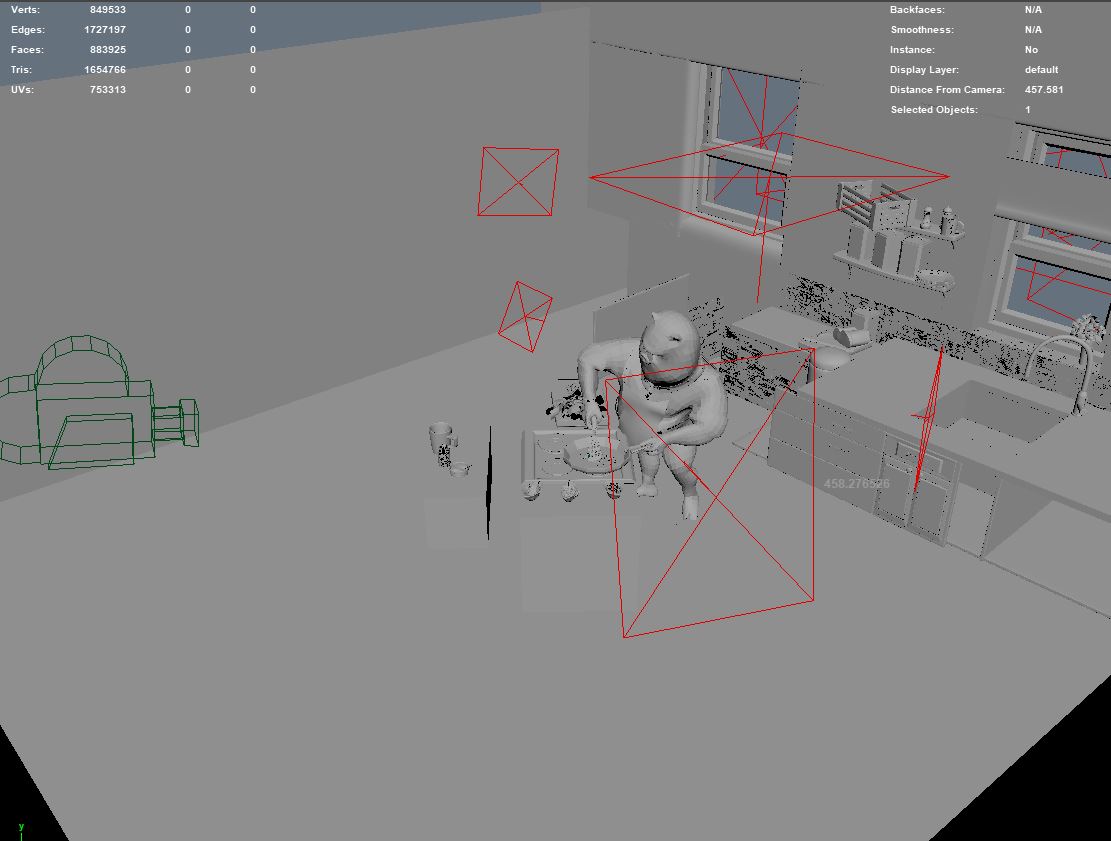 Verts: 849533 0 0
Edges: 1727197 0 0
Faces: 883925 0 0
Tris: 1654766 0 0
UVs: 753313 0 0
Backfaces: N/A
Smoothness: N/A
Instance: No
Display Layer: default
Distance From Camera: 457.581
Selected Objects: 1
458.276526
y